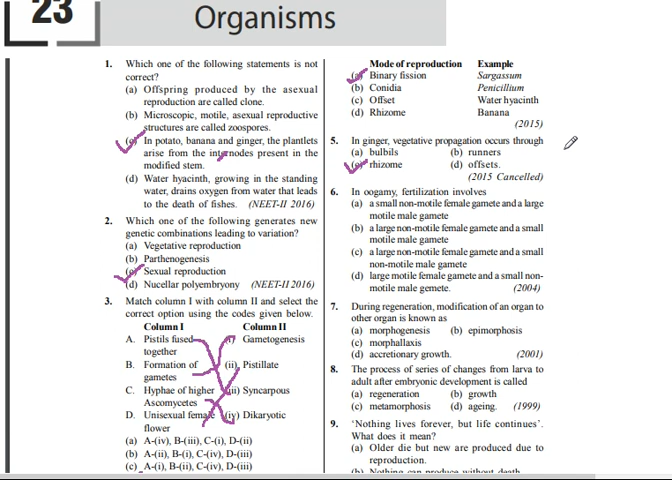 23
Organisms
1. Which one of the following statements is not
correct?
(a) Offspring produced by the asexual
reproduction are called clone.
(b) Microscopic, motile, asexual reproductive
structures are called zoospores.
(c) In potato, banana and ginger, the plantlets
arise from the internodes present in the
modified stem.
(d) Water hyacinth, growing in the standing
water, drains oxygen from water that leads
to the death of fishes. (NEET-II 2016)
2. Which one of the following generates new
genetic combinations leading to variation?
(a) Vegetative reproduction
(b) Parthenogenesis
(c) Sexual reproduction
(d) Nucellar polyembryony (NEET-II 2016)
3. Match column I with column II and select the
correct option using the codes given below.
Column I Column II
A. Pistils fused (i) Gametogenesis
together
B. Formation of (ii) Pistillate
gametes
C. Hyphae of higher (iii) Syncarpous
Ascomycetes
D. Unisexual female (iv) Dikaryotic
flower
(a) A-(iv), B-(iii), C-(i), D-(ii)
(b) A-(ii), B-(i), C-(iv), D-(iii)
(c) A-(i), B-(ii), C-(iv), D-(iii)
Mode of reproduction Example
(a) Binary fission Sargassum
(b) Conidia Penicillium
(c) Offset Water hyacinth
(d) Rhizome Banana
(2015)
5. In ginger, vegetative propagation occurs through
(a) bulbils (b) runners
(c) rhizome (d) offsets.
(2015 Cancelled)
6. In oogamy, fertilization involves
(a) a small non-motile female gamete and a large
motile male gamete
(b) a large non-motile female gamete and a small
motile male gamete
(c) a large non-motile female gamete and a small
non-motile male gamete
(d) large motile female gamete and a small non-
motile male gemete. (2004)
7. During regeneration, modification of an organ to
other organ is known as
(a) morphogenesis (b) epimorphosis
(c) morphallaxis
(d) accretionary growth. (2001)
8. The process of series of changes from larva to
adult after embryonic development is called
(a) regeneration (b) growth
(c) metamorphosis (d) ageing. (1999)
9. ‘Nothing lives forever, but life continues’.
What does it mean?
(a) Older die but new are produced due to
reproduction.
(b) Nothing can produce without death